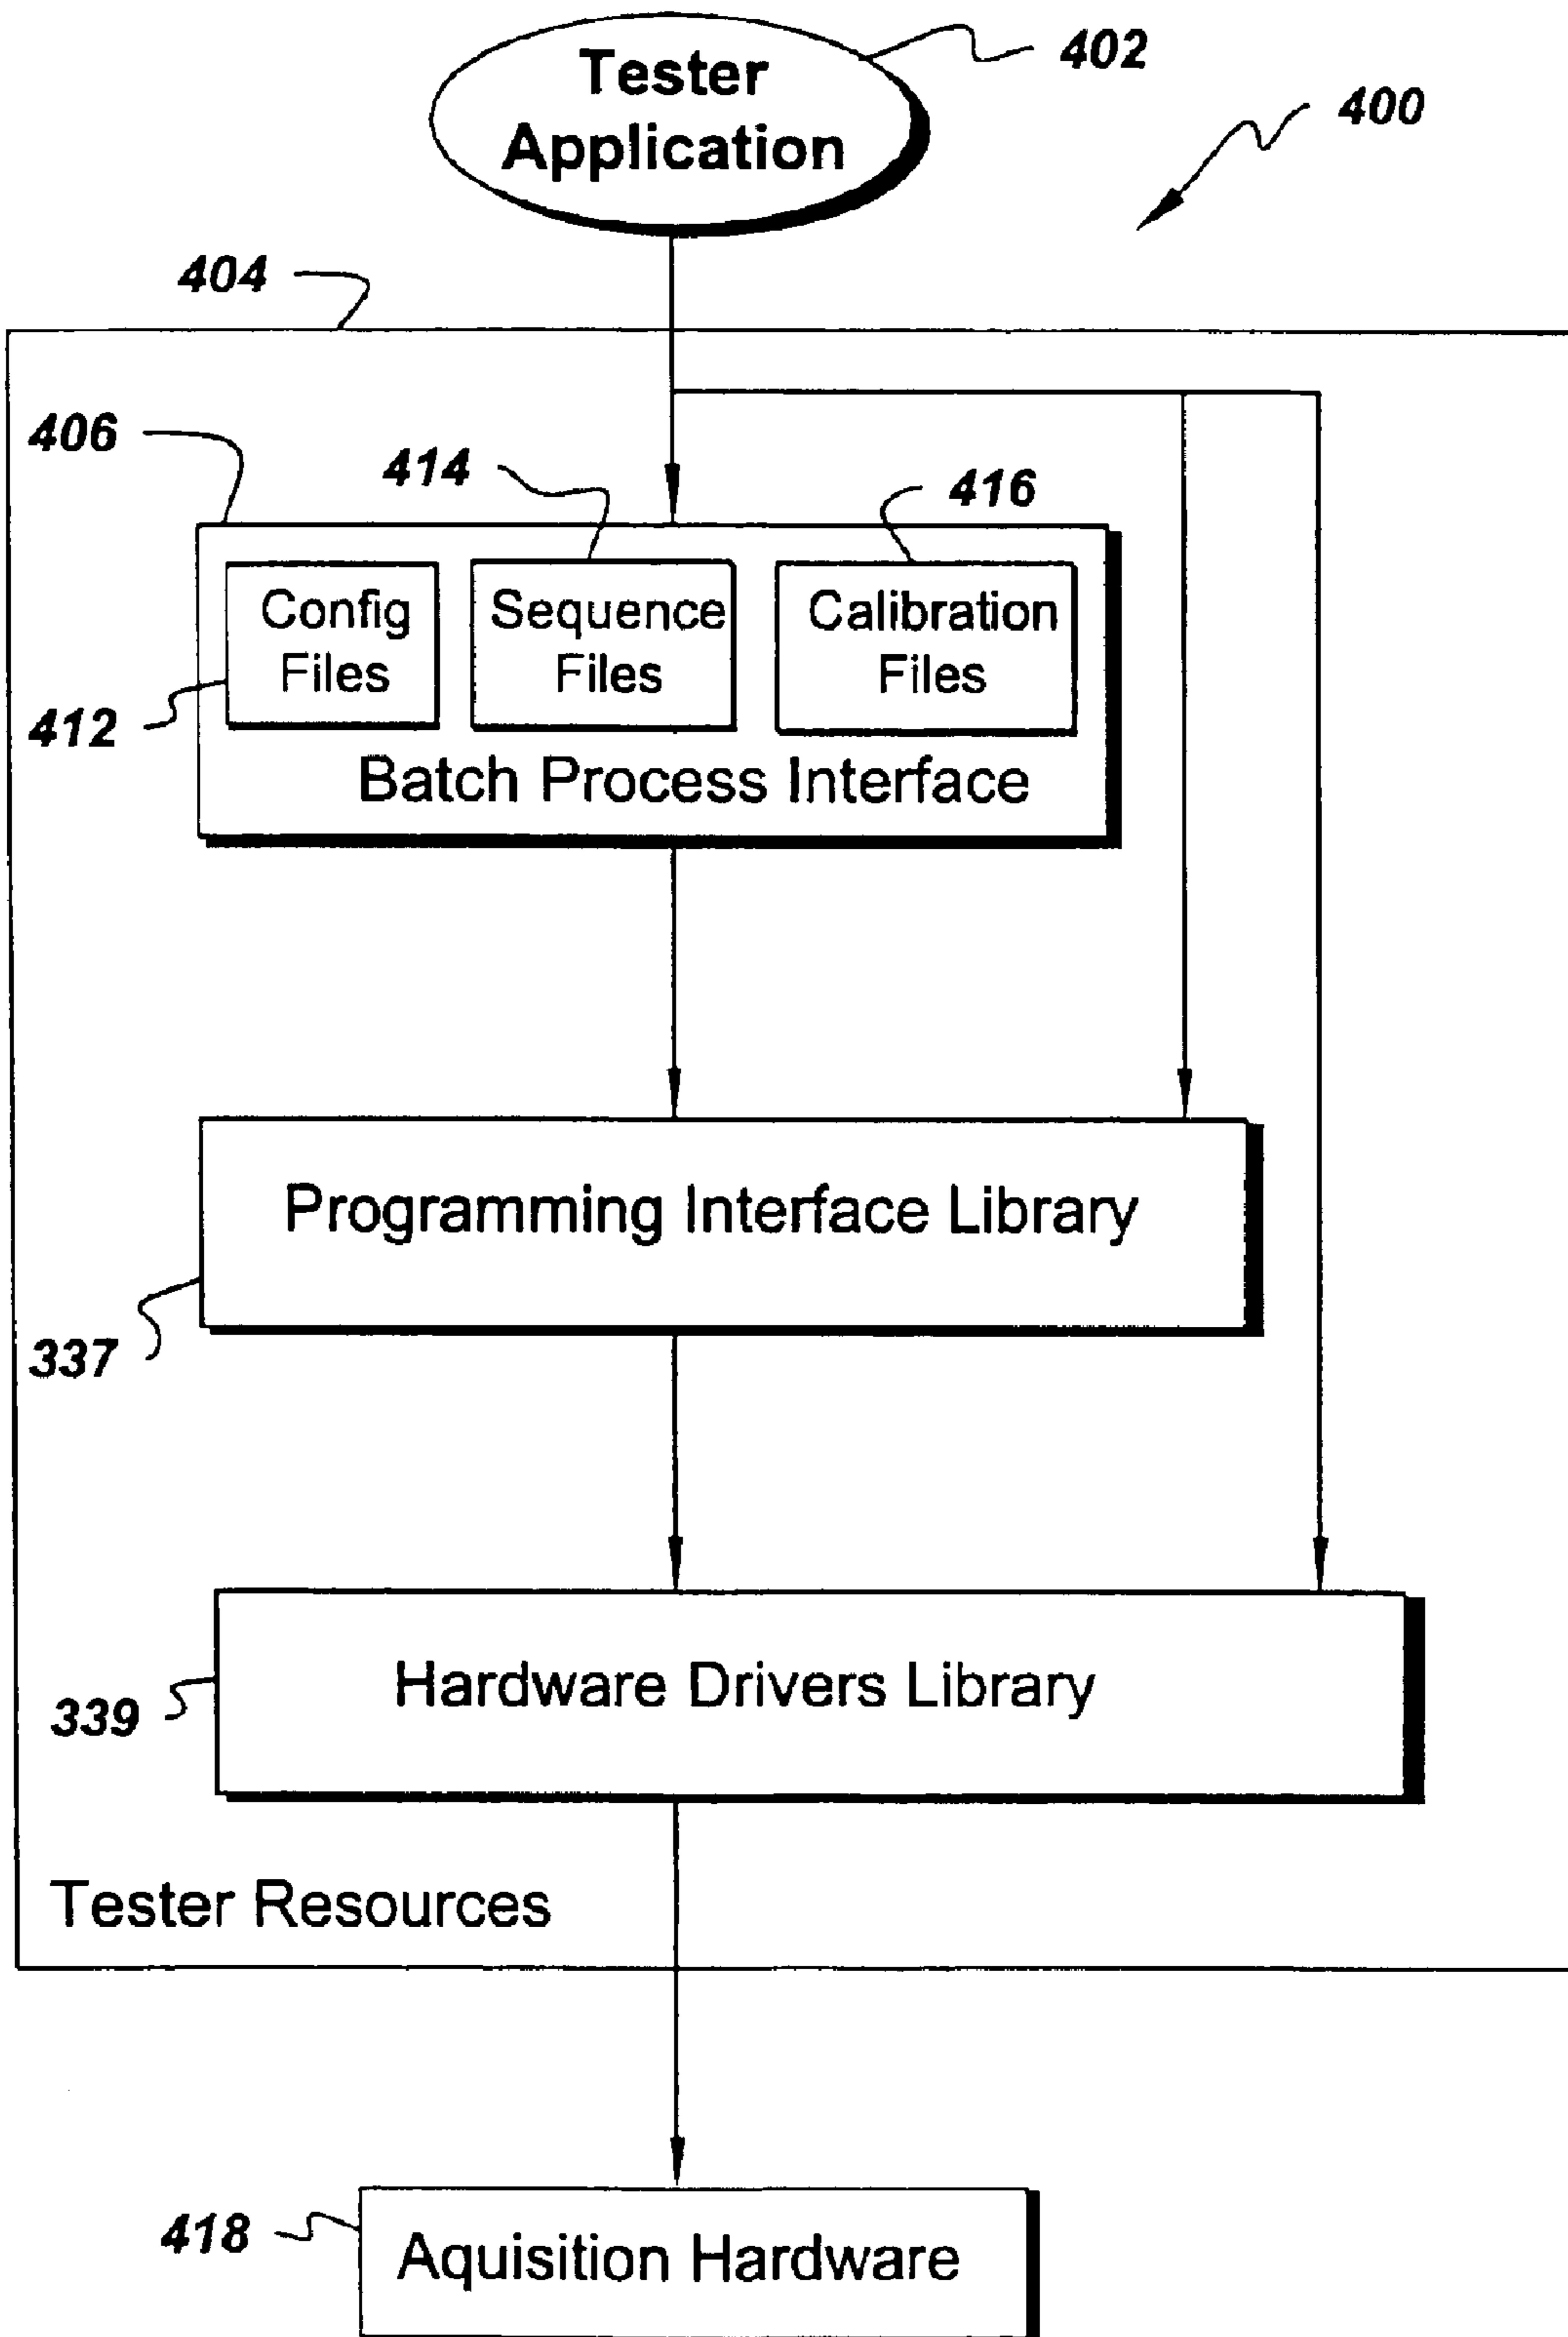 Tester
Application
402
400
404
406
414
416
Config
Files
Sequence
Files
Calibration
Files
412
Batch Process Interface
Programming Interface Library
337
Hardware Drivers Library
339
Tester Resources
418
Aquisition Hardware